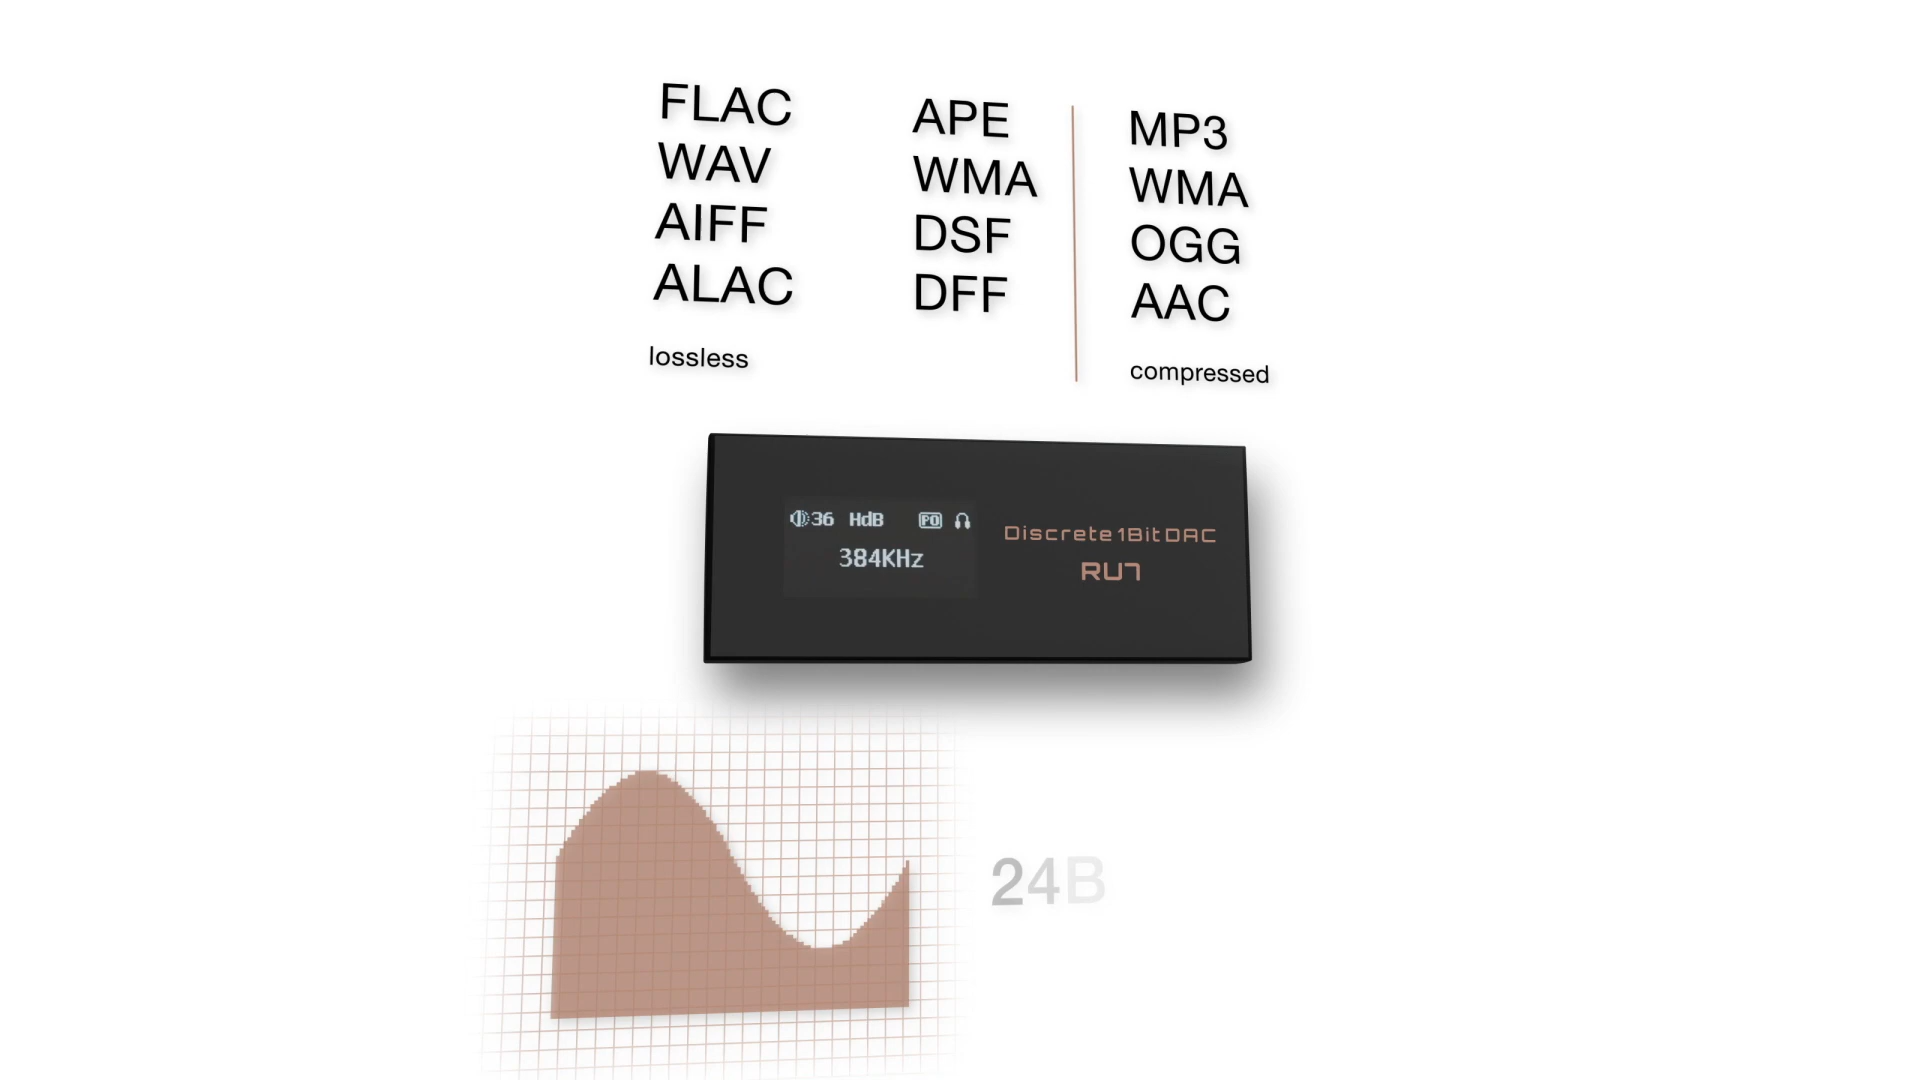 FLAC
WAV
AIFF
ALAC
lossless
APE
WMA
DSF
DFF
MP3
WMA
OGG
AAC
compressed
36 HdB PO
384KHz
Discrete 1Bit DAC
RU7
24B